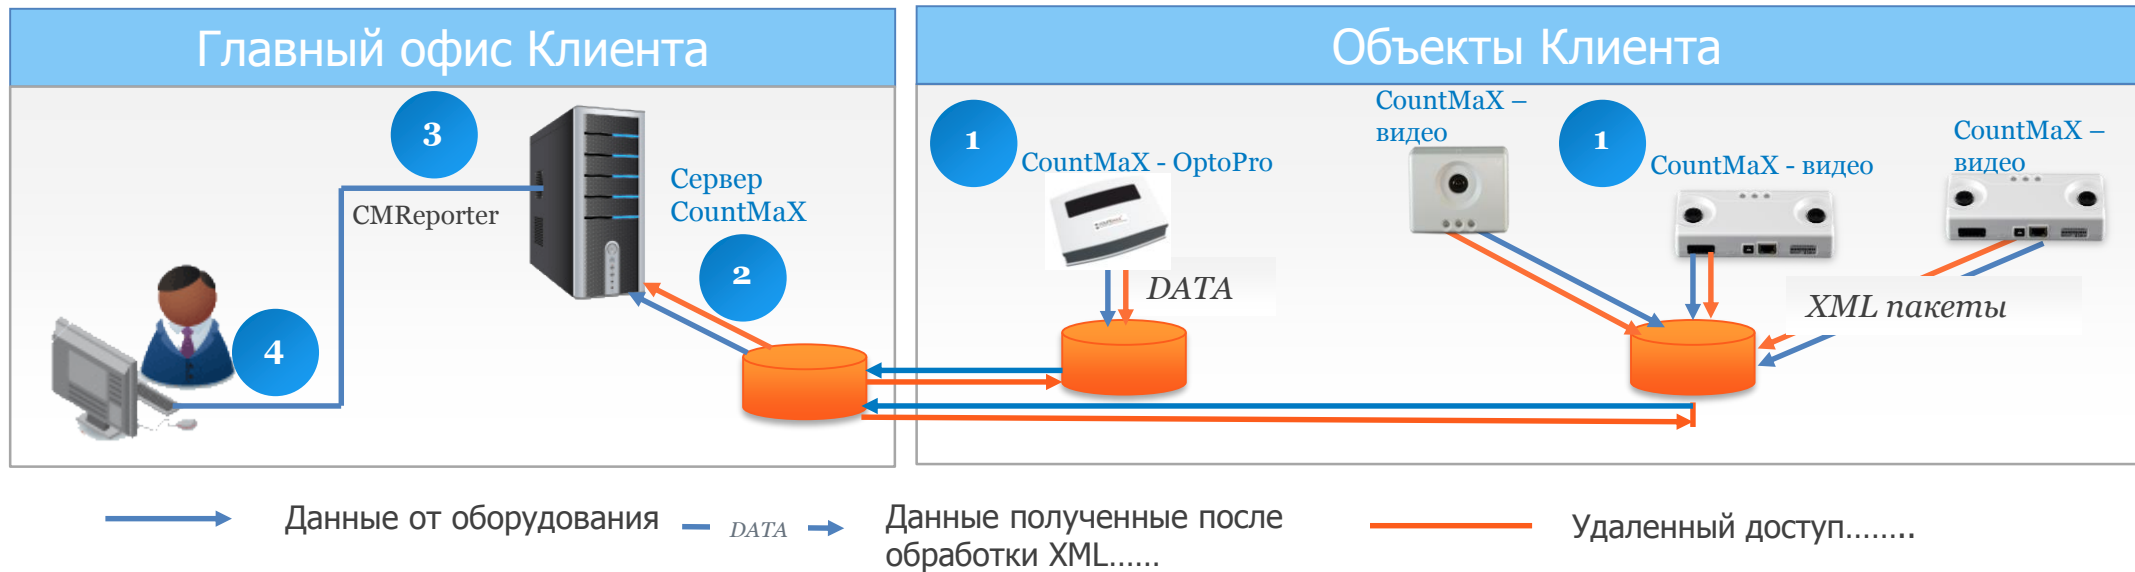 Главный офис Клиента
Объекты Клиента
3
CMReporter
Сервер
CountMaX
2
4
1
CountMaX - OptoPro
DATA
CountMaX –
видео
1
CountMaX - видео
CountMaX –
видео
XML пакеты
Данные от оборудования
DATA
Данные полученные после
обработки XML......
Удаленный доступ........